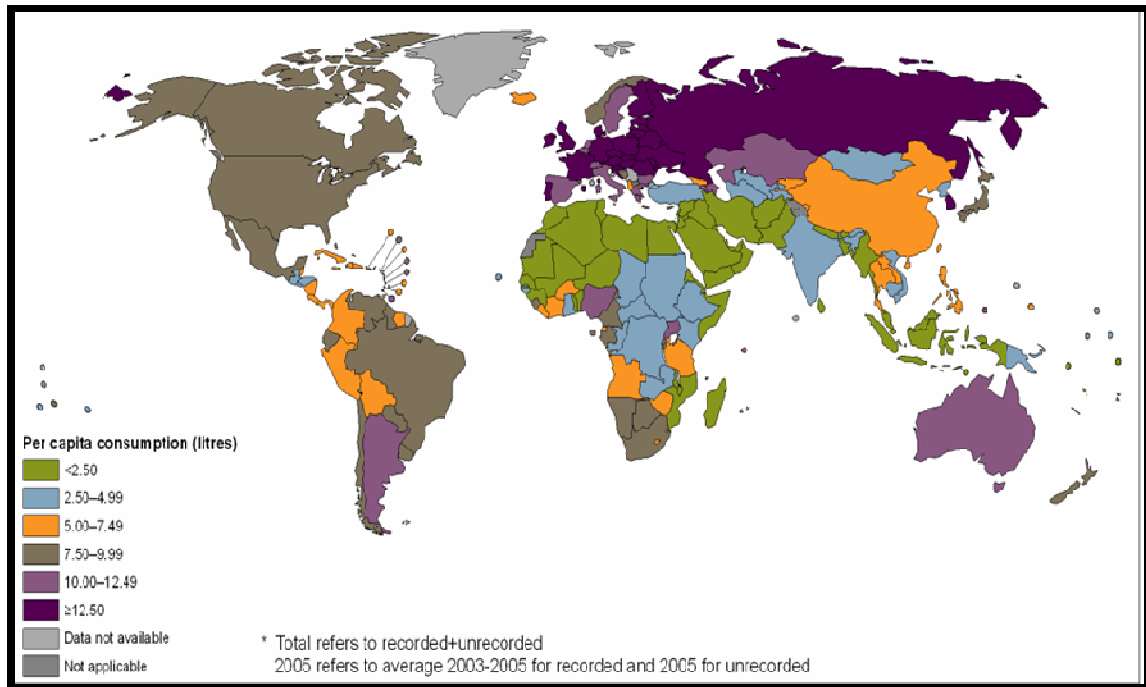 Per capita consumption (litres)
<2.50
2.50–4.99
5.00–7.49
7.50–9.99
10.00–12.49
≥12.50
Data not available
Not applicable
* Total refers to recorded+unrecorded
2005 refers to average 2003-2005 for recorded and 2005 for unrecorded